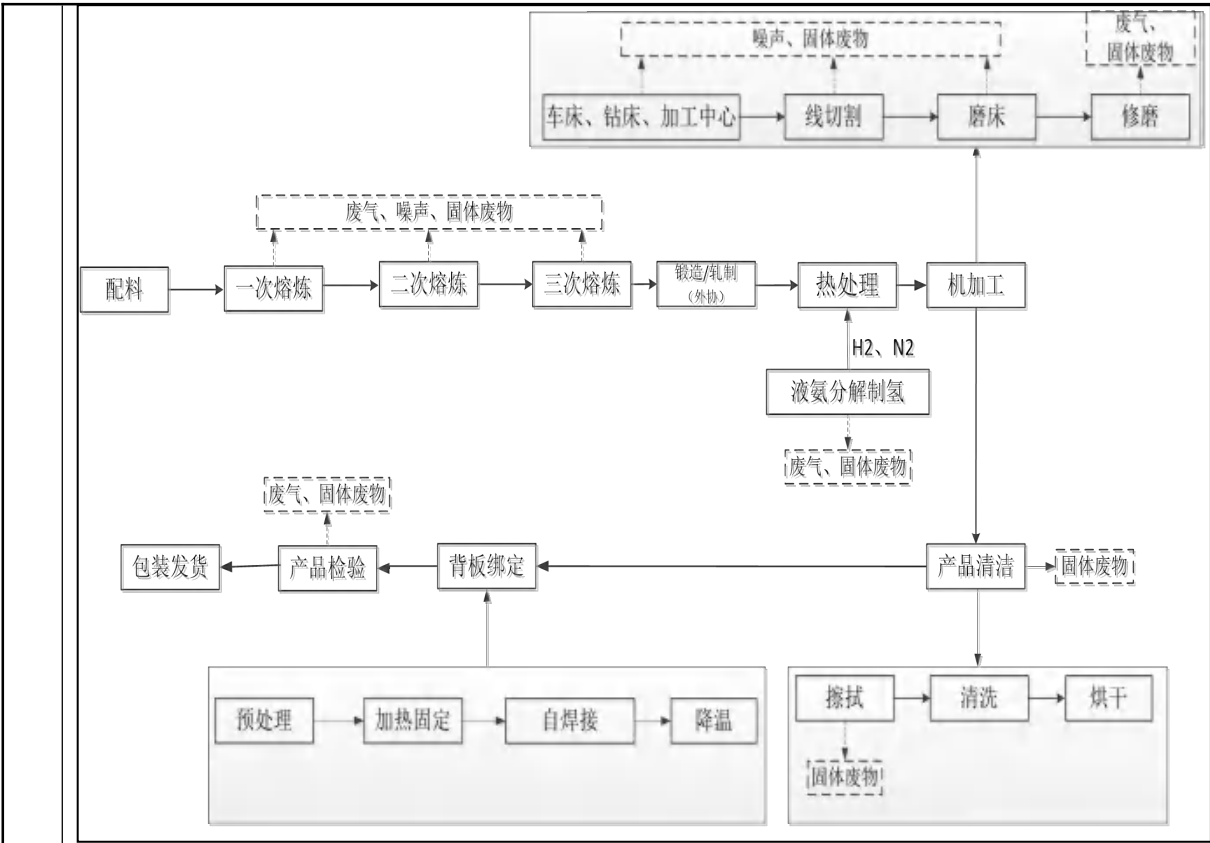 噪声、固体废物
废气、
固体废物
车床、钻床、加工中心
线切割
磨床
修磨
废气、噪声、固体废物
配料
一次熔炼
二次熔炼
三次熔炼
锻造/轧制
（外协）
热处理
机加工
H2、N2
液氨分解制氢
废气、固体废物
废气、固体废物
包装发货
产品检验
背板绑定
产品清洁
固体废物
预处理
加热固定
自焊接
降温
擦拭
清洗
烘干
固体废物